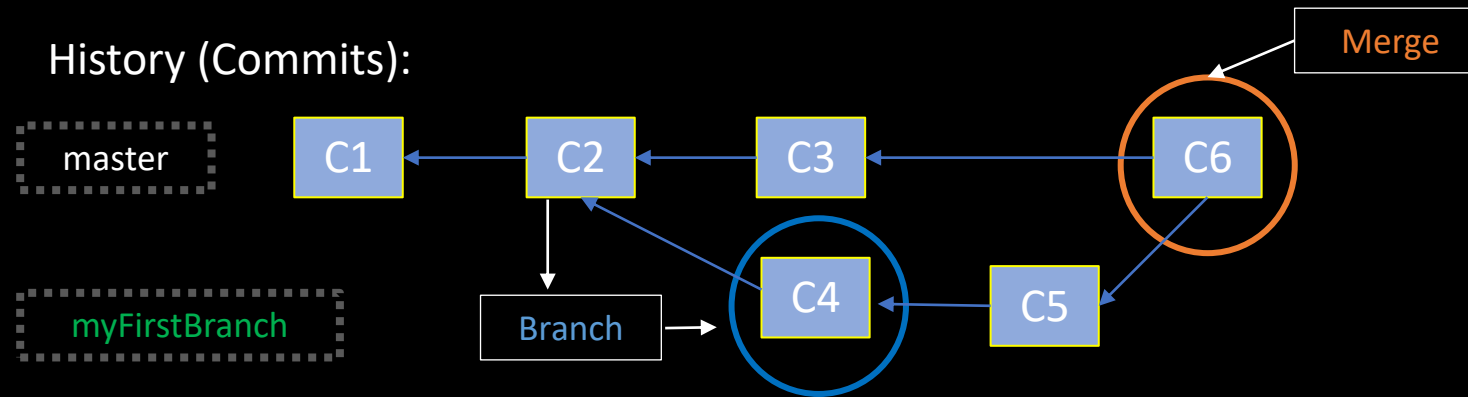 Merge
History (Commits):
master
C1
C2
C3
C6
myFirstBranch
Branch
C4
C5